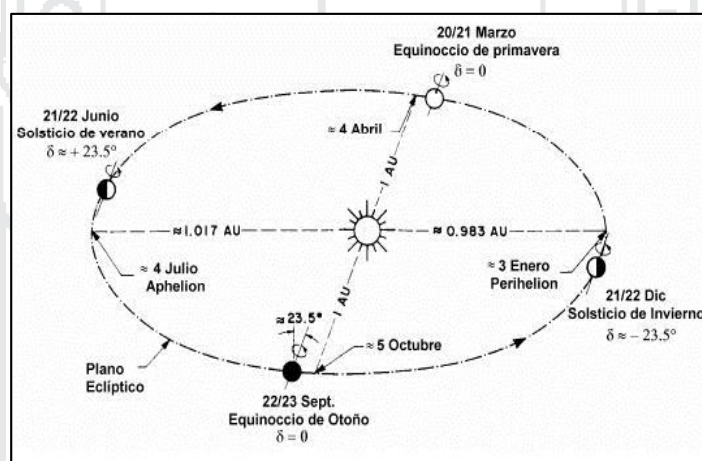 20/21 Marzo
Equinoccio de primavera
δ = 0
21/22 Junio
Solsticio de verano
δ ≈ + 23.5°
≈ 4 Abril
1 AU
≈1.017 AU
≈ 0.983 AU
≈ 4 Julio
Aphelion
≈ 3 Enero
Perihelion
1 AU
21/22 Dic
Solsticio de Invierno
δ ≈ – 23.5°
≈23.5°
≈ 5 Octubre
Plano
Eclíptico
22/23 Sept.
Equinoccio de Otoño
δ = 0